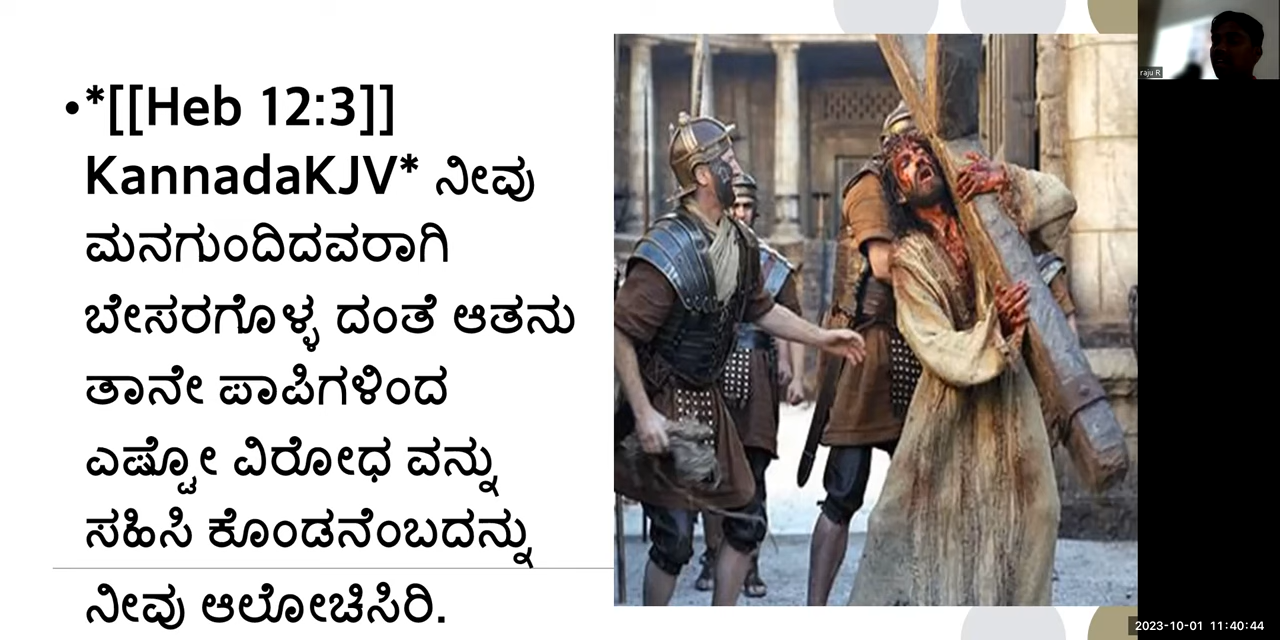 •*[[Heb 12:3]]
KannadaKJV* ನೀವು
ಮನಗುಂದಿದವರಾಗಿ
ಬೇಸರಗೊಳ್ಳ ದಂತೆ ಆತನು
ತಾನೇ ಪಾಪಿಗಳಿಂದ
ಎಷ್ಟೋ ವಿರೋಧ ವನ್ನು
ಸಹಿಸಿ ಕೊಂಡನೆಂಬದನ್ನು
ನೀವು ಆಲೋಚಿಸಿರಿ.
raju R
2023-10-01 11:40:44